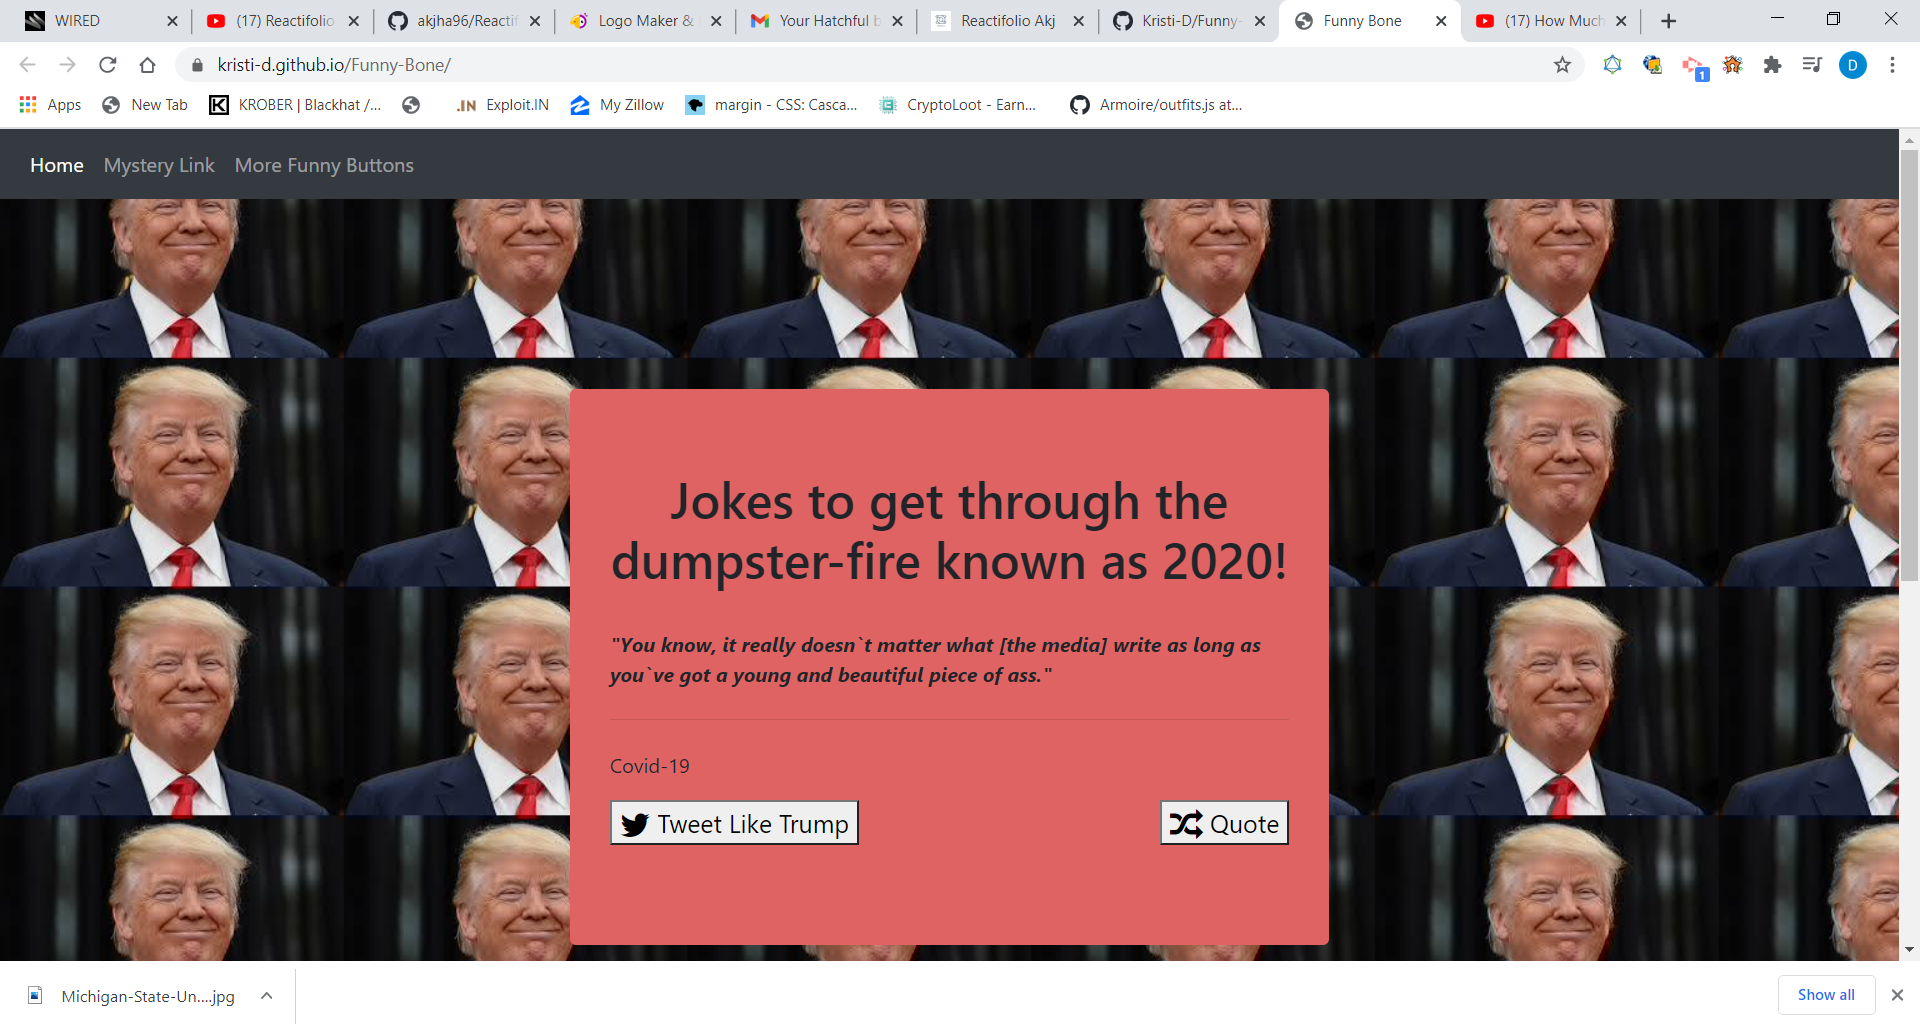 WIRED
(17) Reactifolio
akjha96/Reactif
Logo Maker &
Your Hatchful b
Reactifolio Akj
Kristi-D/Funny-
Funny Bone
(17) How Much
kristi-d.github.io/Funny-Bone/
1
D
Apps
New Tab
KROBER | Blackhat /...
.IN Exploit.IN
My Zillow
margin - CSS: Casca...
CryptoLoot - Earn...
Armoire/outfits.js at...
Home Mystery Link More Funny Buttons
Jokes to get through the
dumpster-fire known as 2020!
"You know, it really doesn`t matter what [the media] write as long as
you`ve got a young and beautiful piece of ass."
Covid-19
Tweet Like Trump
Quote
Michigan-State-Un....jpg
Show all